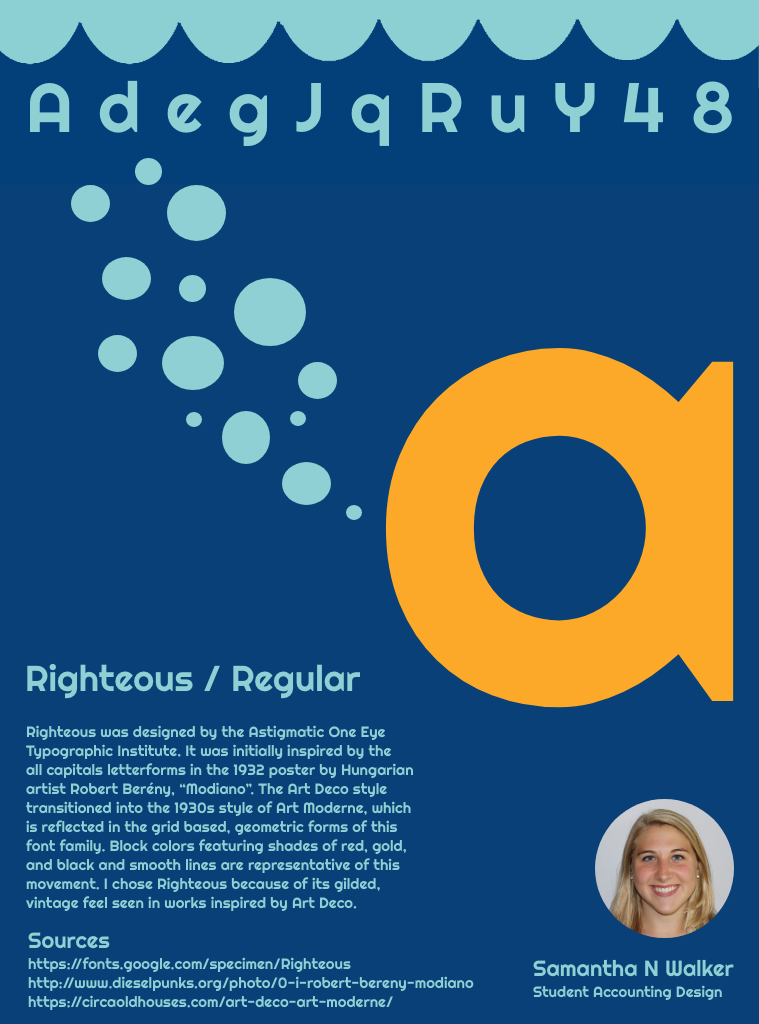 A d e g J q R u Y 4 8
a
Righteous / Regular
Righteous was designed by the Astigmatic One Eye
Typographic Institute. It was initially inspired by the
all capitals letterforms in the 1932 poster by Hungarian
artist Robert Berény, “Modiano”. The Art Deco style
transitioned into the 1930s style of Art Moderne, which
is reflected in the grid based, geometric forms of this
font family. Block colors featuring shades of red, gold,
and black and smooth lines are representative of this
movement. I chose Righteous because of its gilded,
vintage feel seen in works inspired by Art Deco.
Sources
https://fonts.google.com/specimen/Righteous
http://www.dieselpunks.org/photo/0-i-robert-bereny-modiano
https://circaoldhouses.com/art-deco-art-moderne/
Samantha N Walker
Student Accounting Design